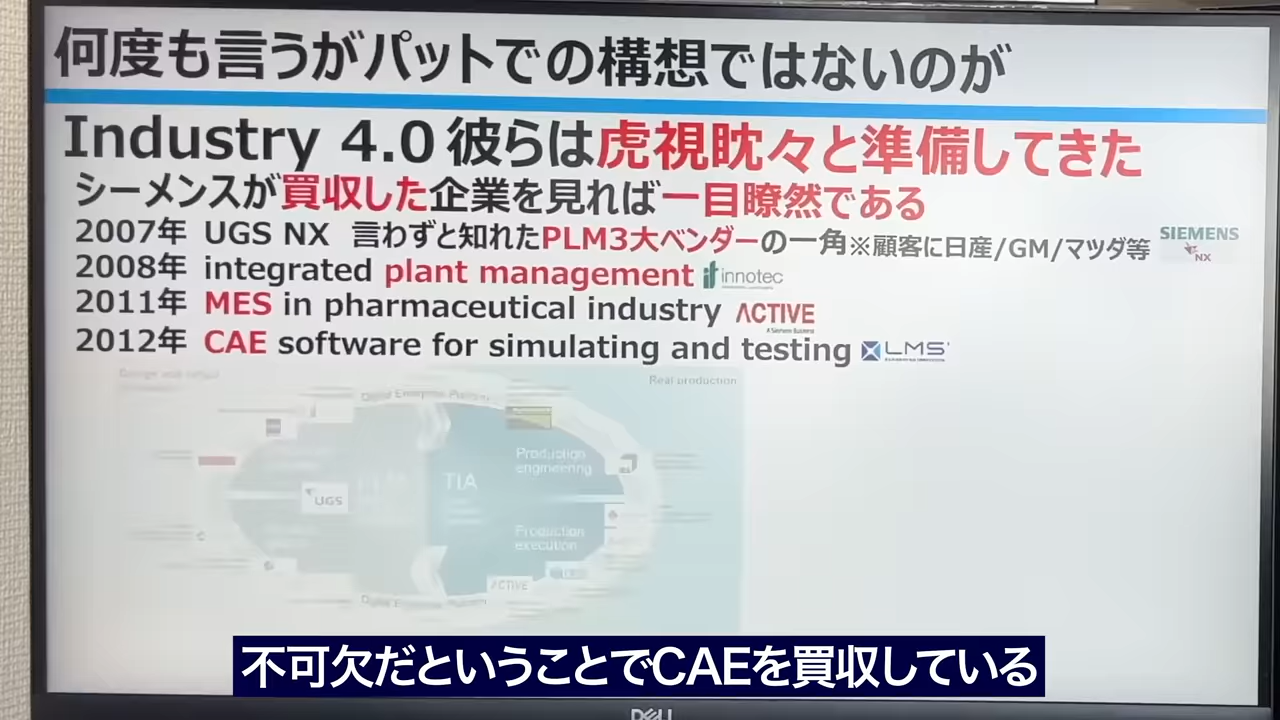 何度も言うがパットでの構想ではないのが
Industry 4.0 彼らは虎視眈々と準備してきた
シーメンスが買収した企業を見れば一目瞭然である
2007年 UGS NX 言わずと知れたPLM3大ベンダーの一角※顧客に日産/GM/マツダ等 SIEMENS NX
2008年 integrated plant management innotec
2011年 MES in pharmaceutical industry ACTIVE
A Siemens Business
2012年 CAE software for simulating and testing LMS
Real production
Digital Enterprise Platform
Production
engineering
TIA
UGS
Production
execution
ACTIVE
Digital Enterprise Platform
不可欠だということでCAEを買収している
DELL